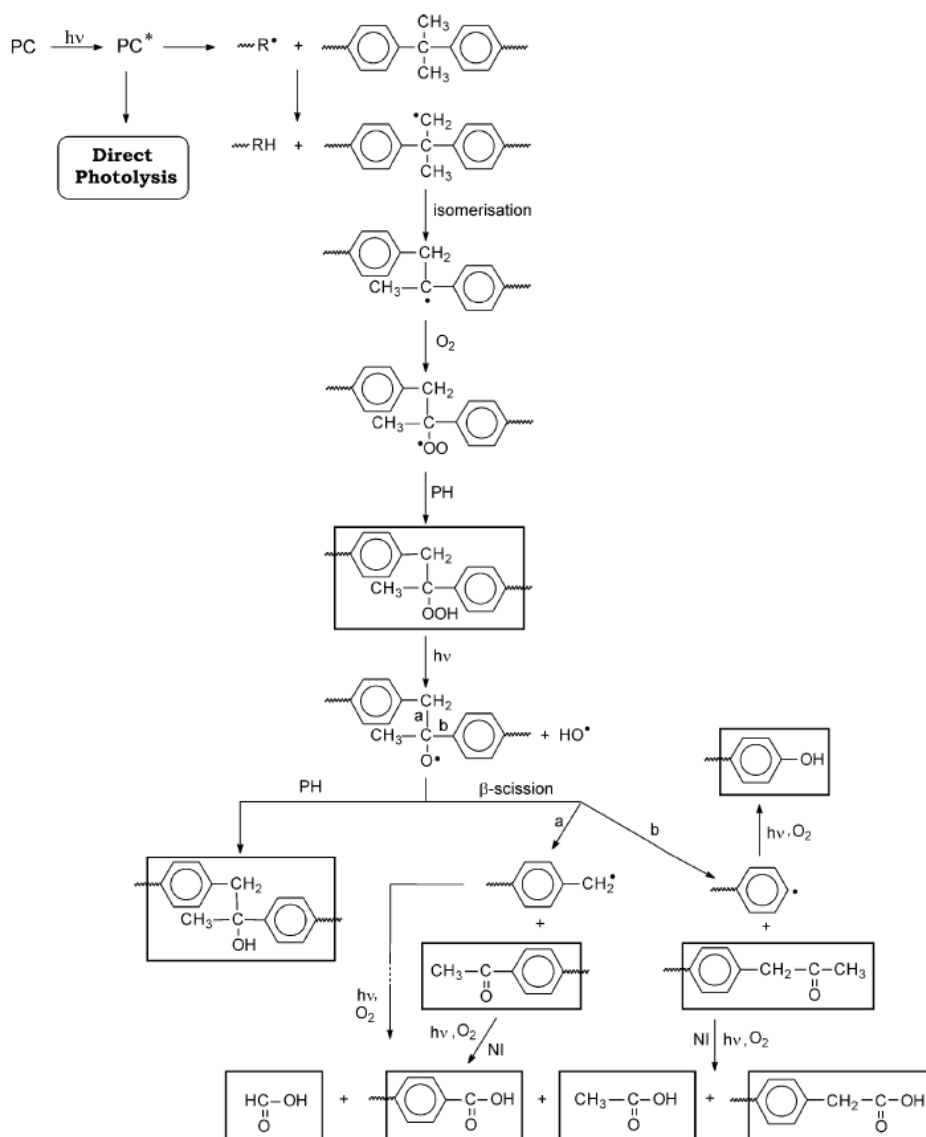 PC hν PC* R• + CH₃ C CH₃
Direct
Photolysis
RH + •CH₂ C CH₃
isomerisation
CH₂
CH₃—C•
O₂
CH₂
CH₃—C
•OO
PH
CH₂
CH₃—C
OOH
hν
CH₂
a b
CH₃—C + HO•
O•
OH
PH β-scission
a b hν,O₂
CH₂ CH₂• •
CH₃—C + +
OH
CH₃—C CH₂—C—CH₃
O O
hν,
O₂ hν,O₂ NI NI hν,O₂
HC—OH + C—OH + CH₃—C—OH + CH₂—C—OH
O O O O